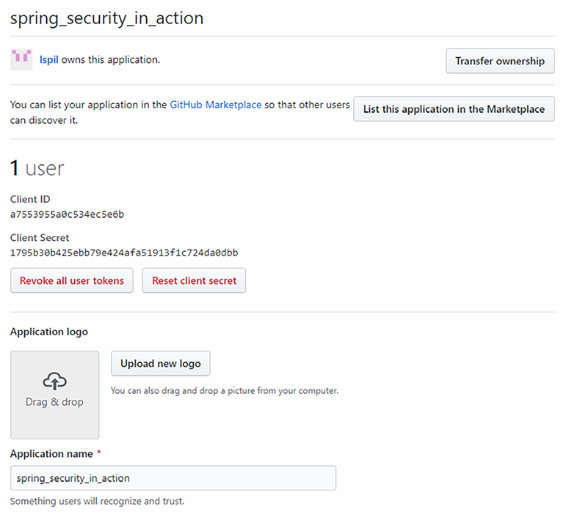 spring_security_in_action
lspil owns this application.
Transfer ownership
You can list your application in the GitHub Marketplace so that other users
can discover it.
List this application in the Marketplace
1 user
Client ID
a7553955a0c534ec5e6b
Client Secret
1795b30b425ebb79e424afa51913f1c724da0dbb
Revoke all user tokens
Reset client secret
Application logo
Drag & drop
Upload new logo
You can also drag and drop a picture from your computer.
Application name *
spring_security_in_action
Something users will recognize and trust.